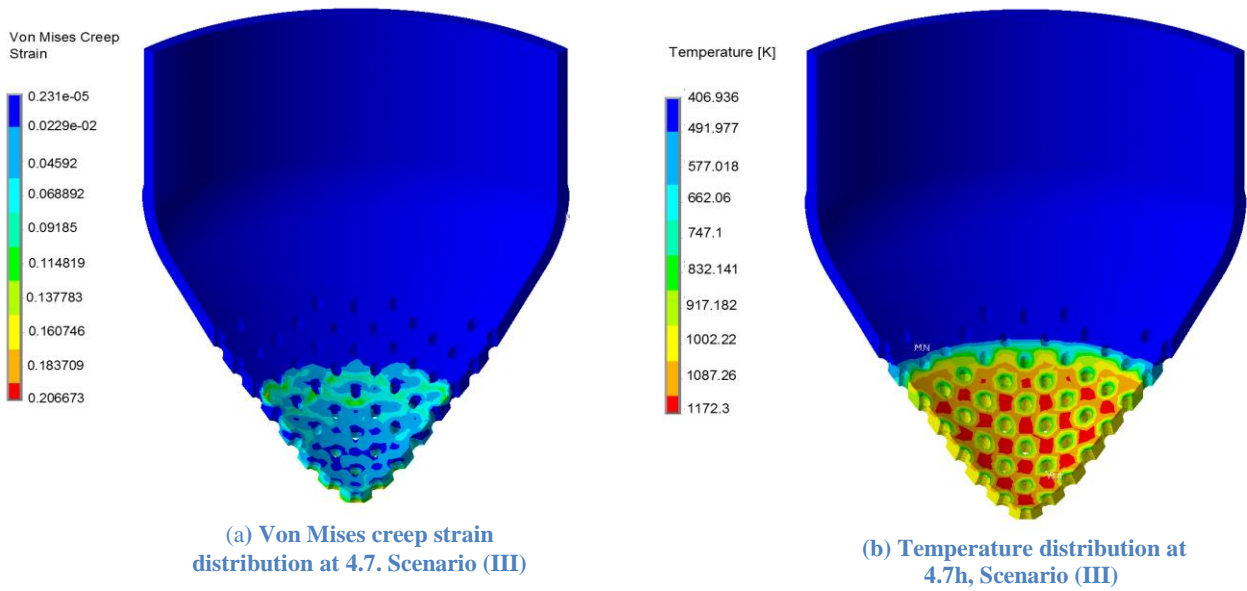 Von Mises Creep
Strain
0.231e-05
0.0229e-02
0.04592
0.068892
0.09185
0.114819
0.137783
0.160746
0.183709
0.206673
(a) Von Mises creep strain
distribution at 4.7. Scenario (III)
Temperature [K]
406.936
491.977
577.018
662.06
747.1
832.141
917.182
1002.22
1087.26
1172.3
MN
(b) Temperature distribution at
4.7h, Scenario (III)